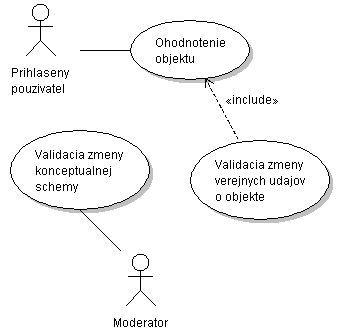 Ohodnotenie
objektu
Prihlaseny
pouzivatel
«include»
Validacia zmeny
konceptualnej
schemy
Validacia zmeny
verejnych udajov
o objekte
Moderator